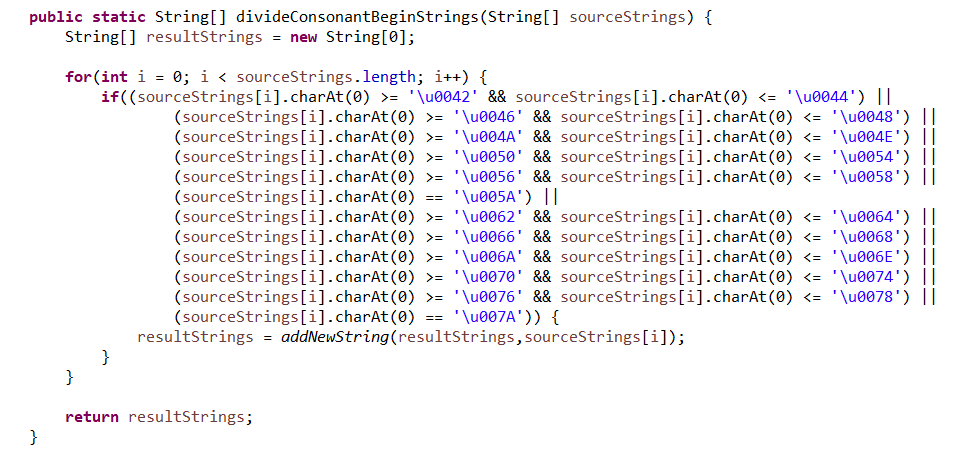 public static String[] divideConsonantBeginStrings(String[] sourceStrings) {
    String[] resultStrings = new String[0];

    for(int i = 0; i < sourceStrings.length; i++) {
        if((sourceStrings[i].charAt(0) >= '\u0042' && sourceStrings[i].charAt(0) <= '\u0044') ||
                (sourceStrings[i].charAt(0) >= '\u0046' && sourceStrings[i].charAt(0) <= '\u0048') ||
                (sourceStrings[i].charAt(0) >= '\u004A' && sourceStrings[i].charAt(0) <= '\u004E') ||
                (sourceStrings[i].charAt(0) >= '\u0050' && sourceStrings[i].charAt(0) <= '\u0054') ||
                (sourceStrings[i].charAt(0) >= '\u0056' && sourceStrings[i].charAt(0) <= '\u0058') ||
                (sourceStrings[i].charAt(0) == '\u005A') ||
                (sourceStrings[i].charAt(0) >= '\u0062' && sourceStrings[i].charAt(0) <= '\u0064') ||
                (sourceStrings[i].charAt(0) >= '\u0066' && sourceStrings[i].charAt(0) <= '\u0068') ||
                (sourceStrings[i].charAt(0) >= '\u006A' && sourceStrings[i].charAt(0) <= '\u006E') ||
                (sourceStrings[i].charAt(0) >= '\u0070' && sourceStrings[i].charAt(0) <= '\u0074') ||
                (sourceStrings[i].charAt(0) >= '\u0076' && sourceStrings[i].charAt(0) <= '\u0078') ||
                (sourceStrings[i].charAt(0) == '\u007A')) {
            resultStrings = addNewString(resultStrings,sourceStrings[i]);
        }
    }

    return resultStrings;
}